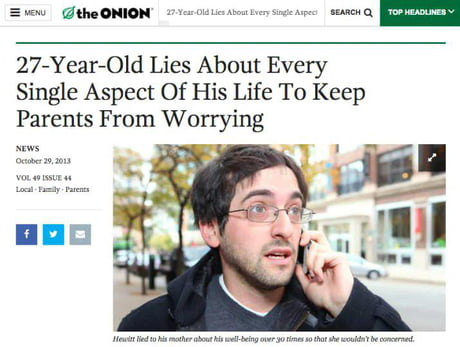 MENU the ONION® 27-Year-Old Lies About Every Single Aspect SEARCH TOP HEADLINES
27-Year-Old Lies About Every
Single Aspect Of His Life To Keep
Parents From Worrying
NEWS
October 29, 2013
VOL 49 ISSUE 44
Local · Family · Parents
f
Hewitt lied to his mother about his well-being over 30 times so that she wouldn't be concerned.